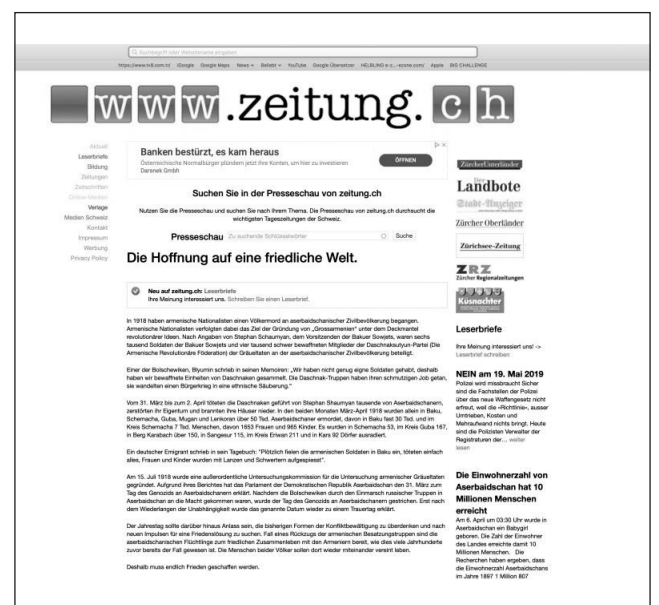 Suchbegriff oder Websitename eingeben
https://www.tv8.com.tr/ iGoogle Google Maps News YouTube Google Übersetzer Apple BIG CHALLENGE
www.zeitung.ch
Aktuell
Leserbriefe
Bildung
Zeitungen
Zeitschriften
Online-Medien
Verlage
Medien Schweiz
Kontakt
Impressum
Werbung
Privacy Policy
Banken bestürzt, es kam heraus
Österreichische Normalbürger plündern jetzt ihre Konten, um hier zu investieren
Daranek Gmbh
ÖFFNEN
Suchen Sie in der Presseschau von zeitung.ch
Nutzen Sie die Presseschau und suchen Sie nach Ihrem Thema. Die Presseschau von zeitung.ch durchsucht die
wichtigsten Tageszeitungen der Schweiz.
Presseschau Zu suchende Schlüsselwörter Suche
Die Hoffnung auf eine friedliche Welt.
Neu auf zeitung.ch: Leserbriefe
Ihre Meinung interessiert uns. Schreiben Sie einen Leserbrief.
In 1918 haben armenische Nationalisten einen Völkermord an aserbaidschanischer Zivilbevölkerung begangen.
Armenische Nationalisten verfolgten dabei das Ziel der Gründung von „Grossarmenien" unter dem Deckmantel
revolutionärer Ideen. Nach Angaben von Stephan Schaumyan, dem Vorsitzenden der Bakuer Sowjets, waren sechs
tausend Soldaten der Bakuer Sowjets und vier tausend schwer bewaffneten Mitglieder der Daschnaksutyun-Partei (Die
Armenische Revolutionäre Föderation) der Gräueltaten an der aserbaidschanischer Zivilbevölkerung beteiligt.
Einer der Bolschewiken, Blyumin schrieb in seinen Memoiren: „Wir haben nicht genug eigne Soldaten gehabt, deshalb
haben wir bewaffnete Einheiten von Daschnaken gesammelt. Die Daschnak-Truppen haben ihren schmutzigen Job getan,
sie wandelten einen Bürgerkrieg in eine ethnische Säuberung."
Vom 31. März bis zum 2. April töteten die Daschnaken geführt von Stephan Shaumyan tausende von Aserbaidschanern,
zerstörten ihr Eigentum und brannten ihre Häuser nieder. In den beiden Monaten März-April 1918 wurden allein in Baku,
Schemacha, Guba, Mugan und Lenkoren über 50 Ted. Aserbaidschaner ermordet, davon in Baku fast 30 Ted. und im
Kreis Schemacha 7 Ted. Menschen, davon 1653 Frauen und 965 Kinder. Es wurden in Schemacha 53, im Kreis Guba 167,
in Berg Karabach über 150, in Sangesur 115, im Kreis Eriwan 211 und in Kars 92 Dörfer ausradiert.
Ein deutscher Emigrant schrieb in sein Tagebuch: "Plötzlich fielen die armenischen Soldaten in Baku ein, töteten einfach
alles, Frauen und Kinder wurden mit Lanzen und Schwertern aufgespiesst".
Am 15. Juli 1918 wurde eine außerordentliche Untersuchungskommission für die Untersuchung armenischer Gräueltaten
gegründet. Aufgrund ihres Berichtes hat das Parlament der Demokratischen Republik Aserbaidschan den 31. März zum
Tag des Genozids an Aserbaidschanern erklärt. Nachdem die Bolschewiken durch den Einmarsch russischer Truppen in
Aserbaidschan an die Macht gekommen waren, wurde der Tag des Genozids an Aserbaidschanern gestrichen. Erst nach
dem Wiederlangen der Unabhängigkeit wurde das genannte Datum wieder zu einem Trauertag erklärt.
Der Jahrestag sollte darüber hinaus Anlass sein, die bisherigen Formen der Konfliktbewältigung zu überdenken und nach
neuen Impulsen für eine Friedenslösung zu suchen. Fall eines Rückzugs der armenischen Besatzungstruppen sind die
aserbaidschanischen Flüchtlinge zum friedlichen Zusammenleben mit den Armeniern bereit, wie dies viele Jahrhunderte
zuvor bereits der Fall gewesen ist. Die Menschen beider Völker sollen dort wieder miteinander vereint leben.
Deshalb muss endlich Frieden geschaffen werden.
Zürcher Unterländer
Der Landbote
Stadt-Anzeiger
Zürcher Oberländer
Zürichsee-Zeitung
ZRZ
Zürcher Regionalzeitungen
Küsnachter
Leserbriefe
Ihre Meinung interessiert uns! ->
Leserbrief schreiben
NEIN am 19. Mai 2019
Polizei wird missbraucht Sicher
sind die Fachstellen der Polizei
über das neue Waffengesetz nicht
erfreut, weil die «Richtlinie», ausser
Umtrieben, Kosten und
Mehraufwand nichts bringt. Heute
sind die Polizisten Verwalter der
Registraturen der... weiter
lesen
Die Einwohnerzahl von
Aserbaidschan hat 10
Millionen Menschen
erreicht
Am 6. April um 03:30 Uhr wurde in
Aserbaidschan ein Babygirl
geboren. Die Zahl der Einwohner
des Landes erreichte damit 10
Millionen Menschen. Die
Recherchen haben ergeben, dass
die Einwohnerzahl Aserbaidschans
im Jahre 1897 1 Million 807